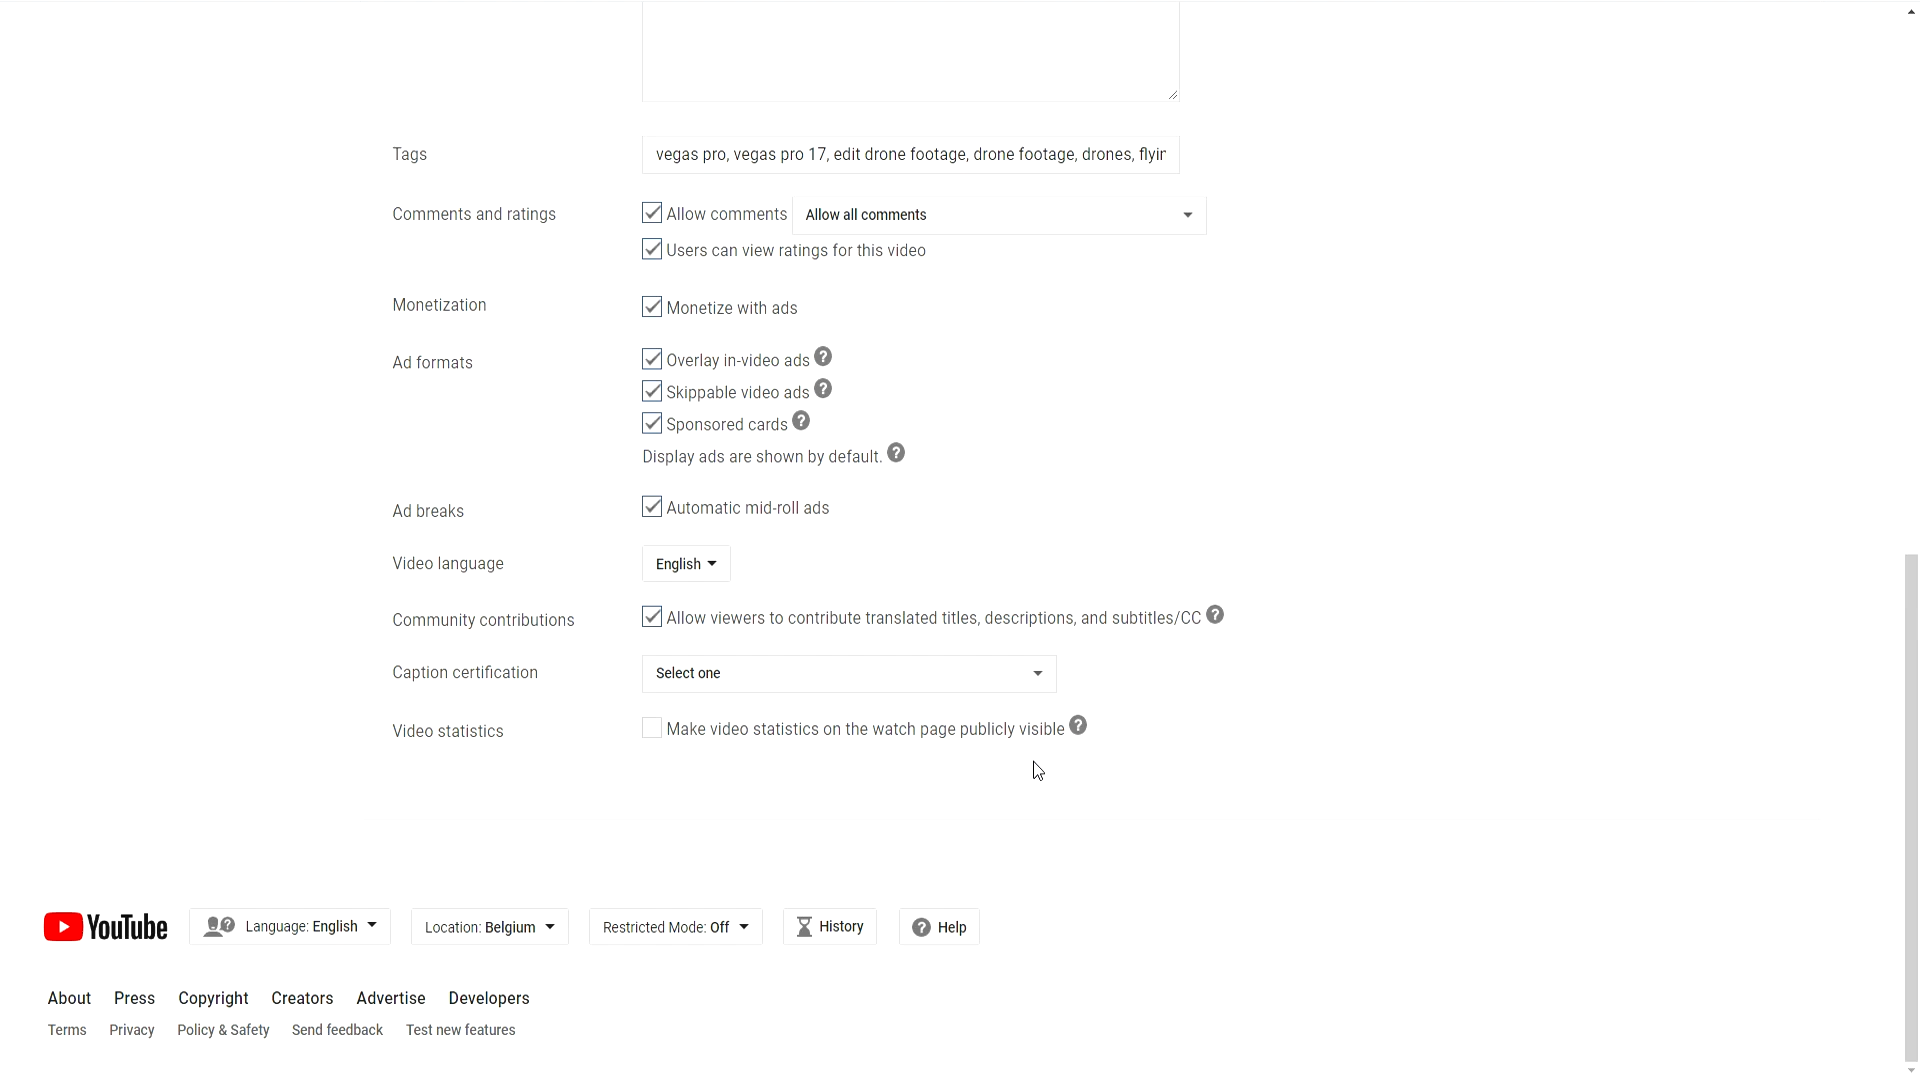 Tags vegas pro, vegas pro 17, edit drone footage, drone footage, drones,
Comments and ratings Allow comments Allow all comments
Users can view ratings for this video
Monetization Monetize with ads
Ad formats Overlay in-video ads ?
Skippable video ads ?
Sponsored cards ?
Display ads are shown by default. ?
Ad breaks Automatic mid-roll ads
Video language English
Community contributions Allow viewers to contribute translated titles, descriptions, and subtitles/CC ?
Caption certification Select one
Video statistics Make video statistics on the watch page publicly visible ?
YouTube Language: English Location: Belgium Restricted Mode: Off History ? Help
About Press Copyright Creators Advertise Developers
Terms Privacy Policy & Safety Send feedback Test new features